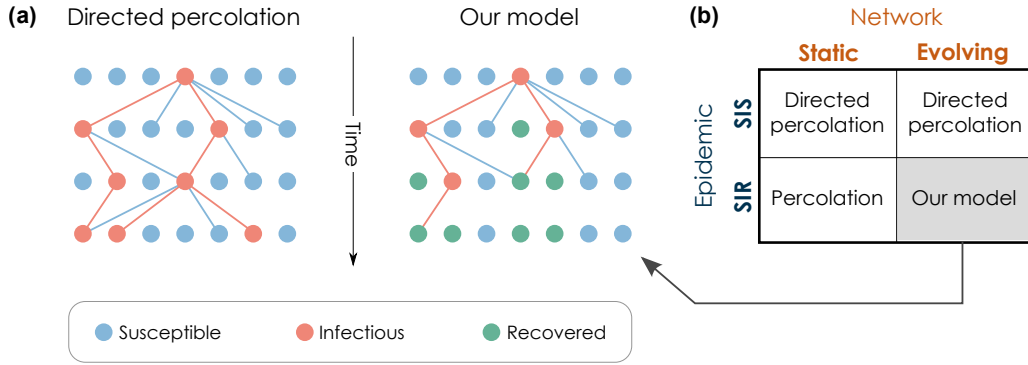 (a)
Directed percolation
Our model
Time
Susceptible
Infectious
Recovered
(b)
Network
Static
Evolving
Epidemic
SIS
SIR
Directed
percolation
Directed
percolation
Percolation
Our model